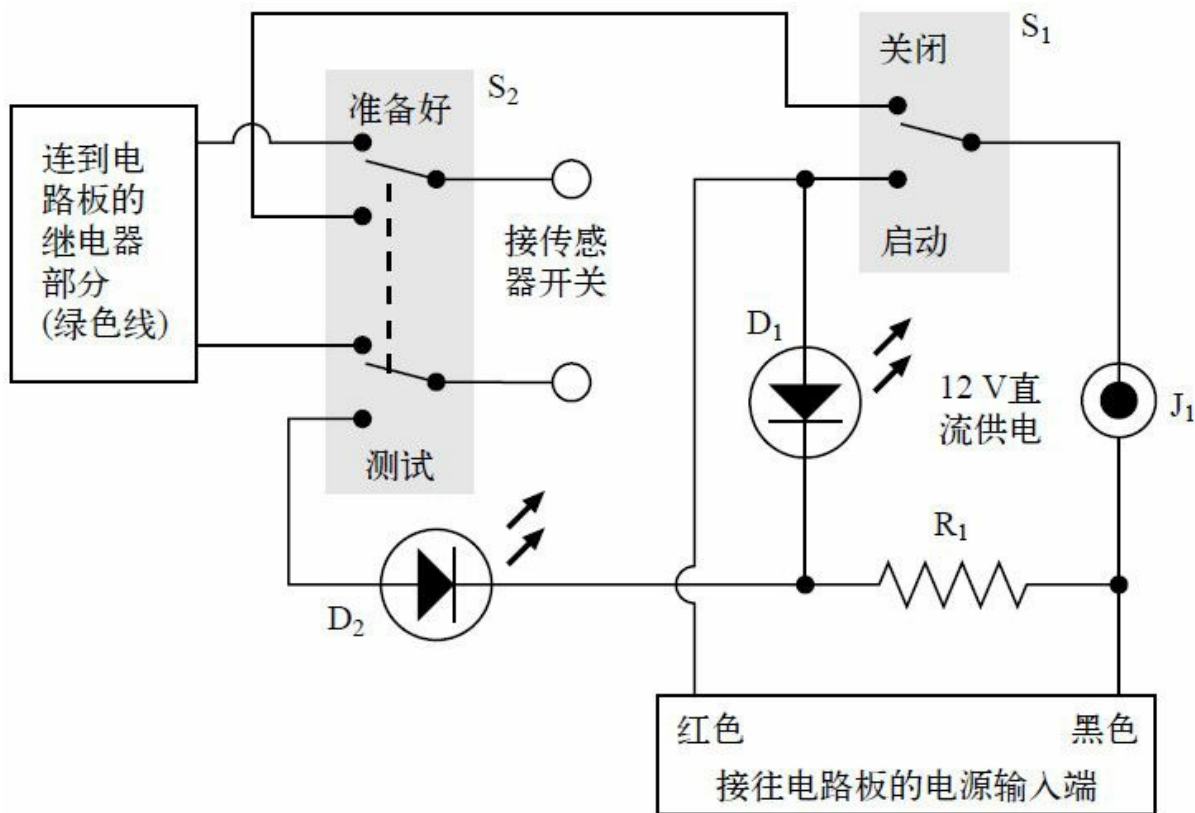 连到电
路板的
继电器
部分
(绿色线)
准备好
S₂
测试
接传感
器开关
关闭
S₁
启动
D₁
12 V直
流供电
J₁
D₂
R₁
红色
黑色
接往电路板的电源输入端